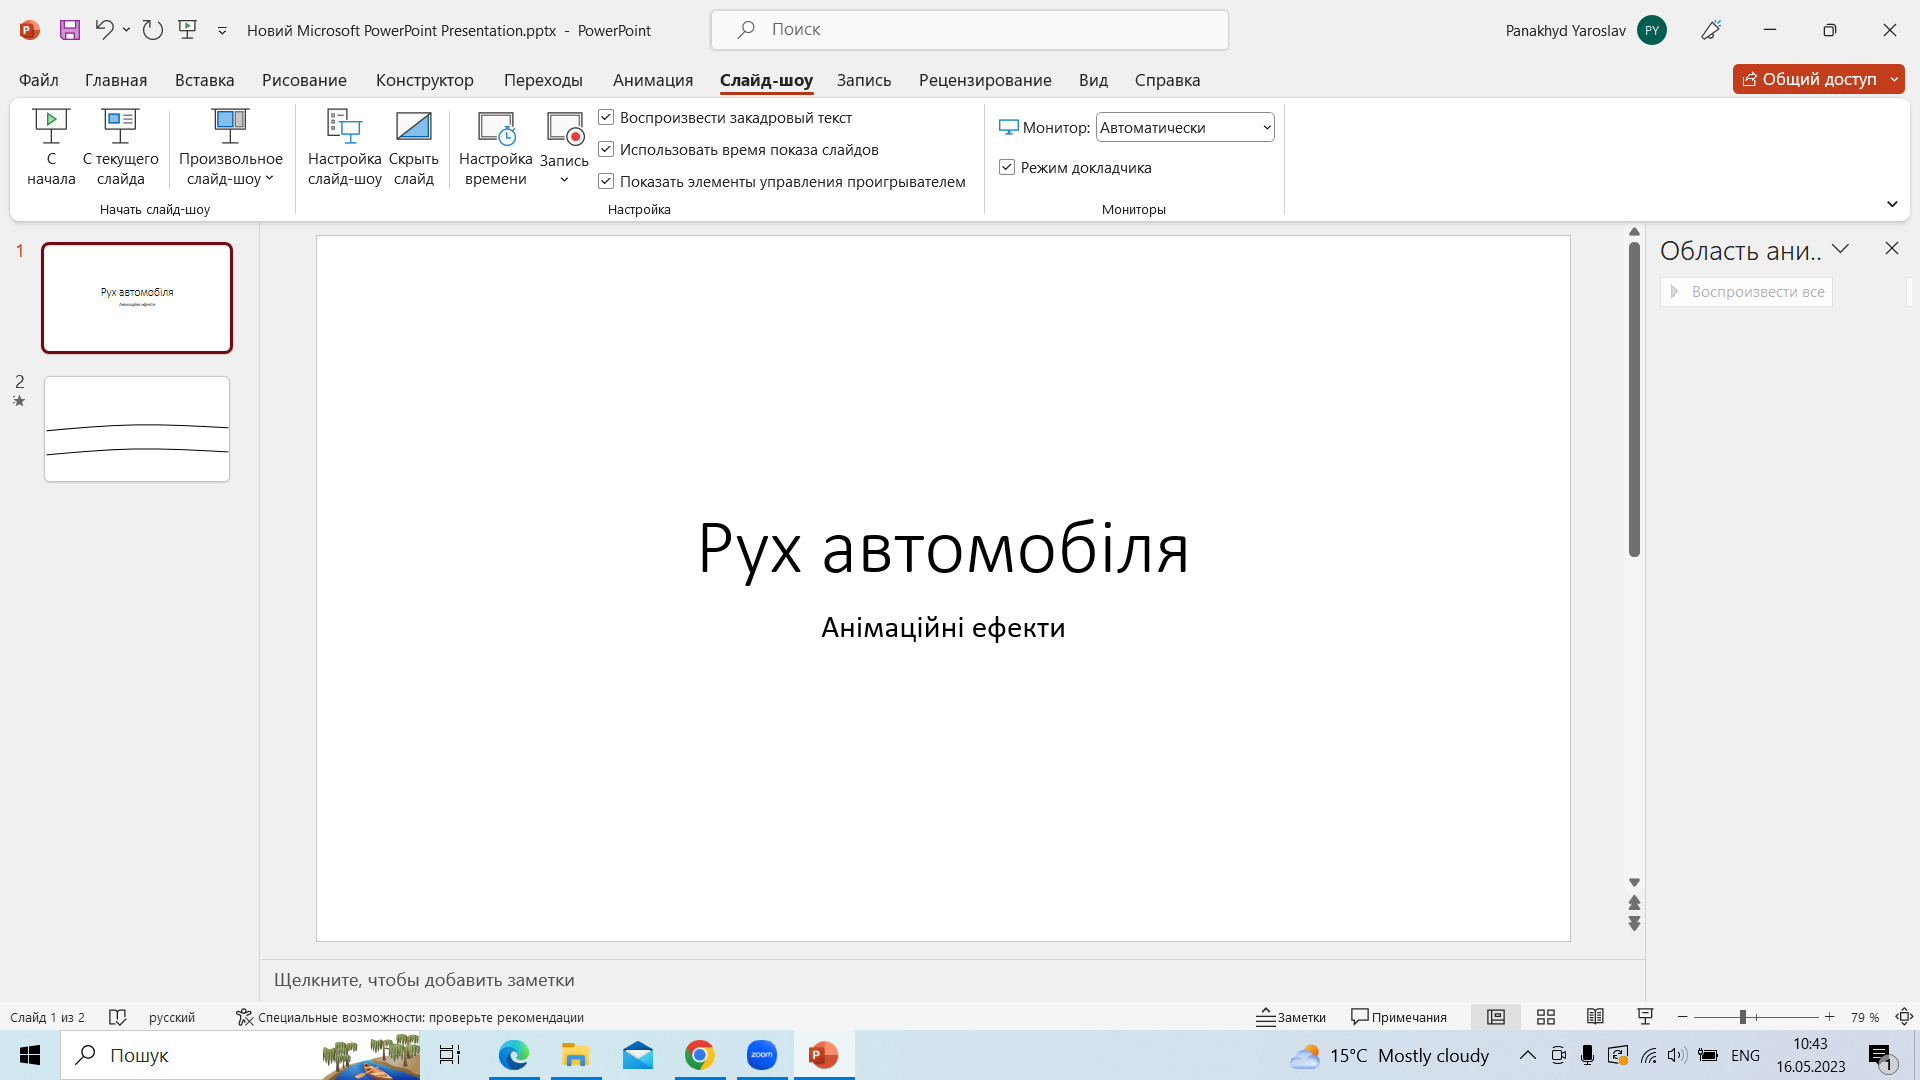 Новий Microsoft PowerPoint Presentation.pptx - PowerPoint
Поиск
Panakhyd Yaroslav
PY
Файл Главная Вставка Рисование Конструктор Переходы Анимация Слайд-шоу Запись Рецензирование Вид Справка
Общий доступ
С начала
С текущего слайда
Произвольное слайд-шоу
Начать слайд-шоу
Настройка слайд-шоу
Скрыть слайд
Настройка времени
Запись
Воспроизвести закадровый текст
Использовать время показа слайдов
Показать элементы управления проигрывателем
Настройка
Монитор: Автоматически
Режим докладчика
Мониторы
1
Рух автомобіля
Анімаційні ефекти
2
Рух автомобіля
Анімаційні ефекти
Область ани..
Воспроизвести все
Щелкните, чтобы добавить заметки
Слайд 1 из 2
русский
Специальные возможности: проверьте рекомендации
Заметки
Примечания
79 %
Пошук
zoom
15°C Mostly cloudy
ENG
10:43
16.05.2023
1